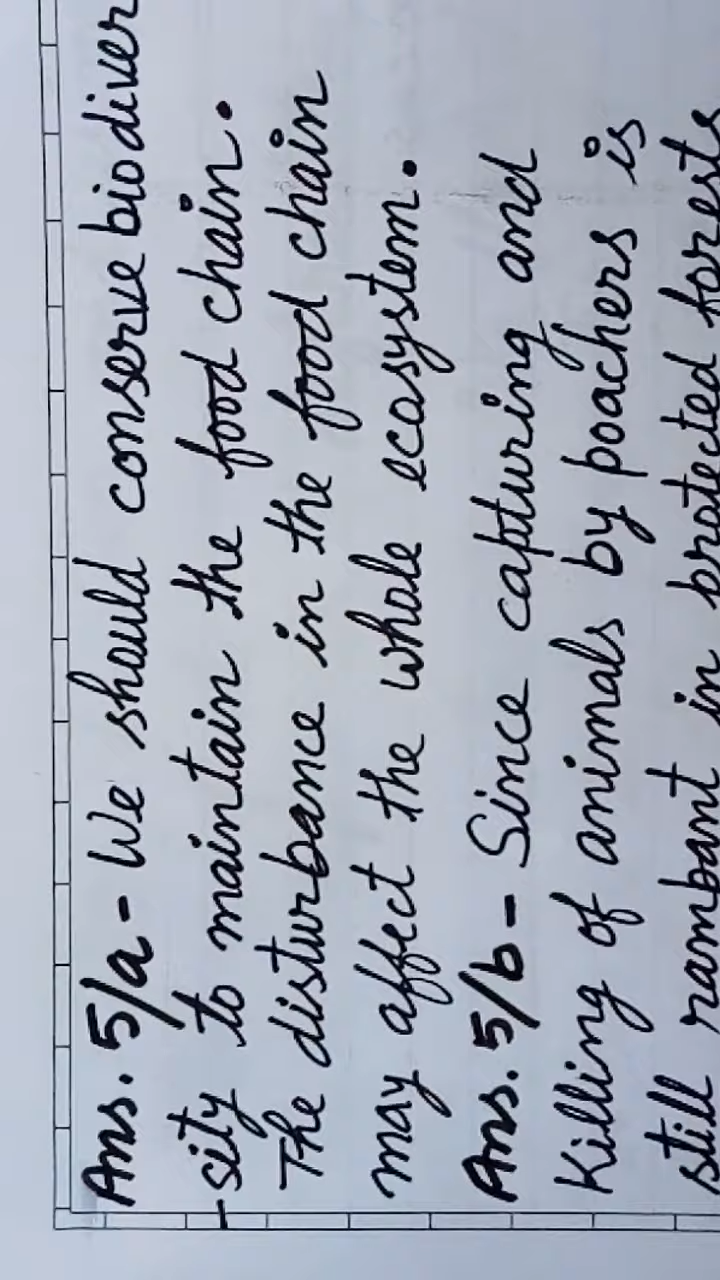 Ans. 5/a - We should conserve biodiver
-sity to maintain the food chain.
The disturbance in the food chain
may affect the whole ecosystem.
Ans. 5/b - Since capturing and
Killing of animals by poachers is
still rampant in protected forests